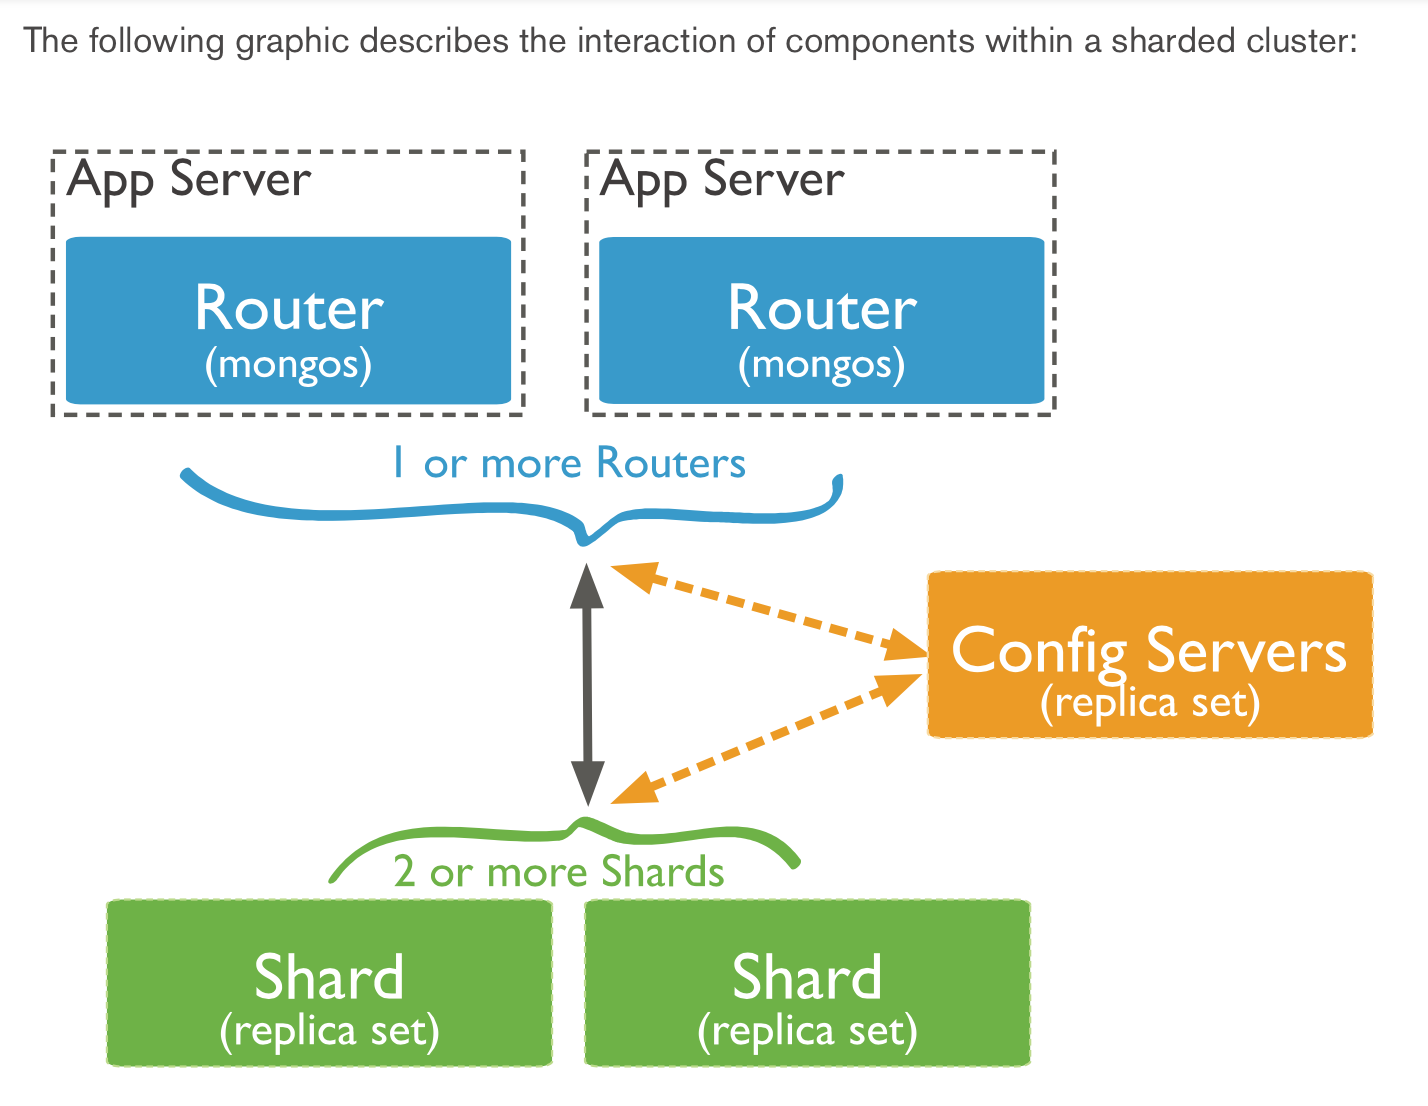 The following graphic describes the interaction of components within a sharded cluster:
App Server
App Server
Router
(mongos)
Router
(mongos)
1 or more Routers
Config Servers
(replica set)
2 or more Shards
Shard
(replica set)
Shard
(replica set)